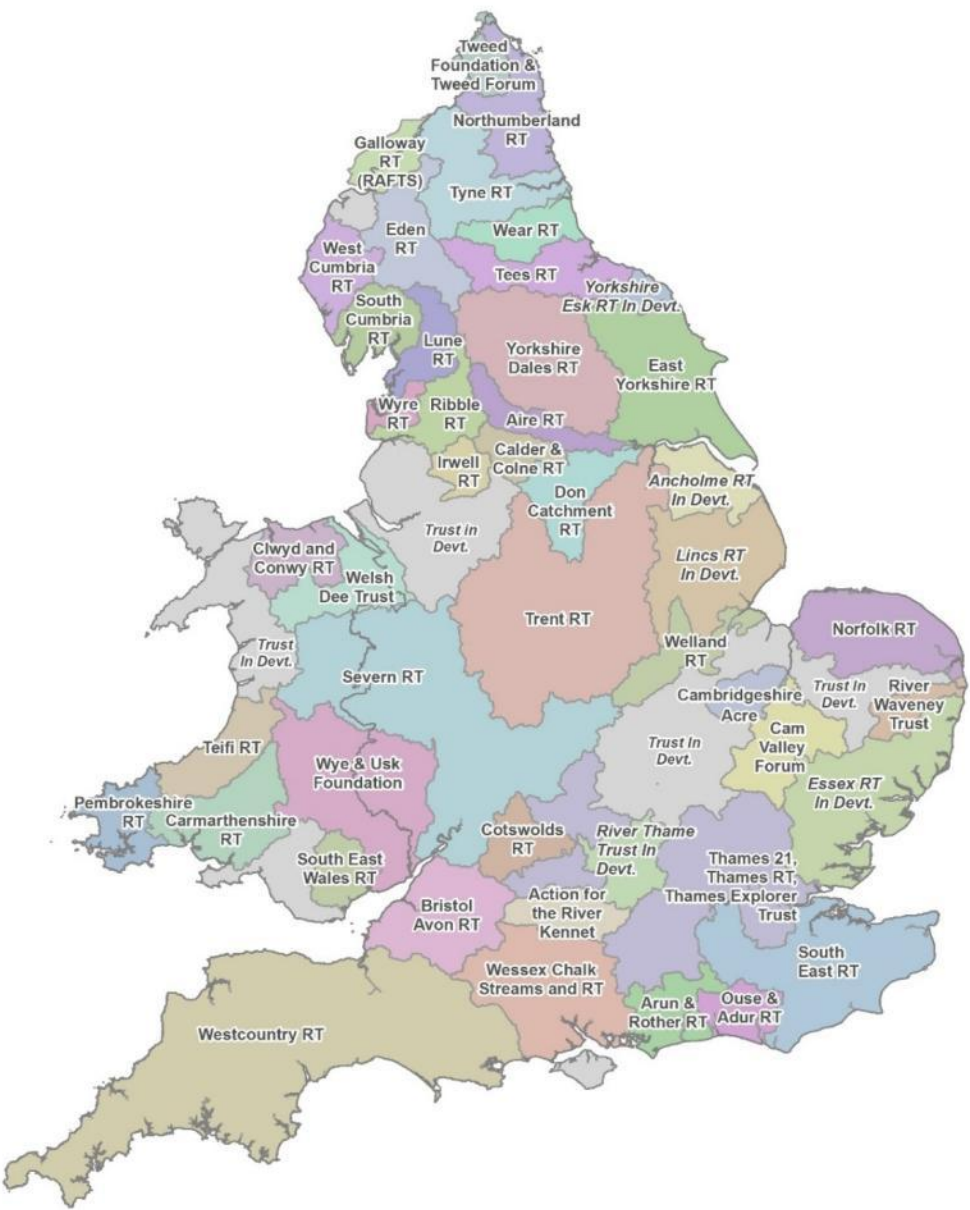 Tweed
Foundation &
Tweed Forum
Northumberland
RT
Galloway
RT
(RAFTS)
Tyne RT
Eden
RT
Wear RT
West
Cumbria
RT
Tees RT
Yorkshire
Esk RT In Devt.
South
Cumbria
RT
Lune
RT
Yorkshire
Dales RT
East
Yorkshire RT
Wyre
RT
Ribble
RT
Aire RT
Irwell
RT
Calder &
Colne RT
Ancholme RT
In Devt.
Don
Catchment
RT
Trust in
Devt.
Clwyd and
Conwy RT
Welsh
Dee Trust
Lincs RT
In Devt.
Trent RT
Norfolk RT
Trust
In Devt.
Welland
RT
Severn RT
Cambridgeshire
Acre
Trust In
Devt.
River
Waveney
Trust
Teifi RT
Trust In
Devt.
Cam
Valley
Forum
Wye & Usk
Foundation
Essex RT
In Devt.
Pembrokeshire
RT
Carmarthenshire
RT
Cotswolds
RT
River Thame
Trust In
Devt.
South East
Wales RT
Thames 21,
Thames RT,
Thames Explorer
Trust
Bristol
Avon RT
Action for
the River
Kennet
South
East RT
Wessex Chalk
Streams and RT
Arun &
Rother RT
Ouse &
Adur RT
Westcountry RT